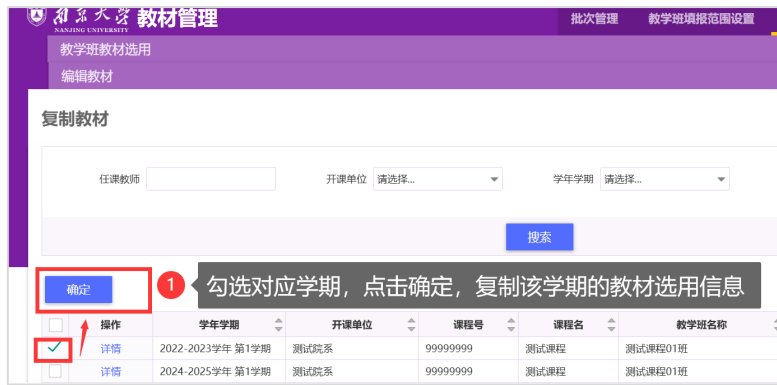 南京大学 教材管理 批次管理 教学班填报范围设置
NANJING UNIVERSITY
教学班教材选用
编辑教材
复制教材
任课教师 开课单位 请选择... 学年学期 请选择...
搜索
确定 1 勾选对应学期，点击确定，复制该学期的教材选用信息
操作 学年学期 开课单位 课程号 课程名 教学班名称
详情 2022-2023学年 第1学期 测试院系 99999999 测试课程 测试课程01班
详情 2024-2025学年 第1学期 测试院系 99999999 测试课程 测试课程01班